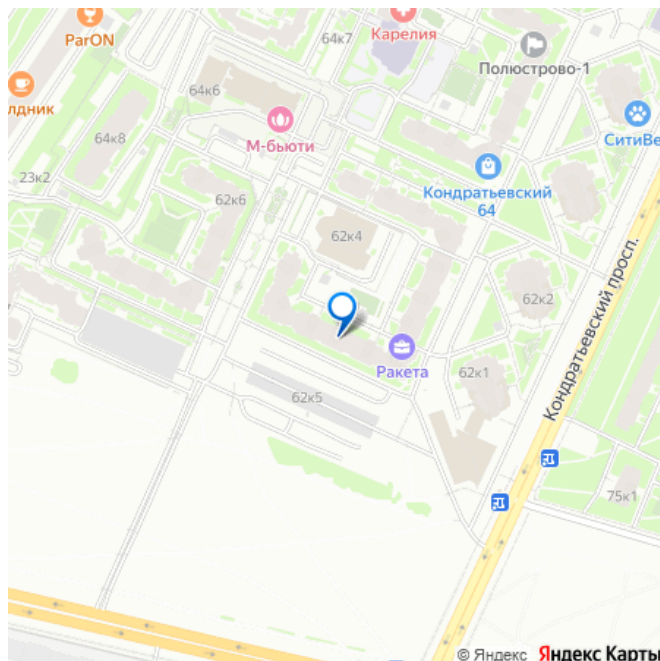 ParON
64к7
Карелия
Полюстрово-1
64к6
лдник
64к8
М-бьюти
СитиВе
23к2
62к6
Кондратьевский
64
62к4
62к2
Кондратьевский просп.
Ракета
62к1
62к5
75к1
© Яндекс Яндекс Карты